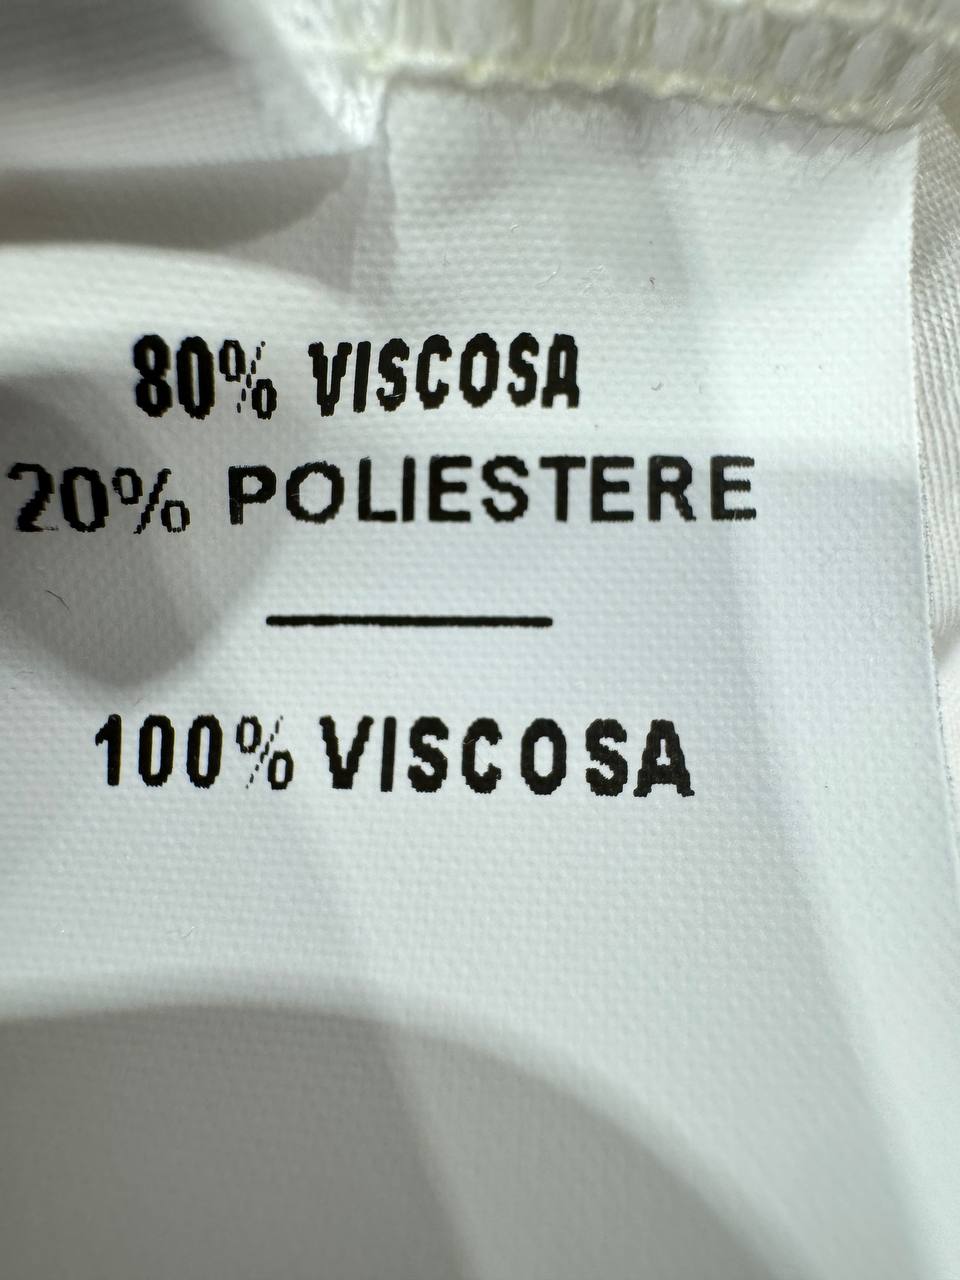 80% VISCOSA
20% POLIESTERE
100% VISCOSA